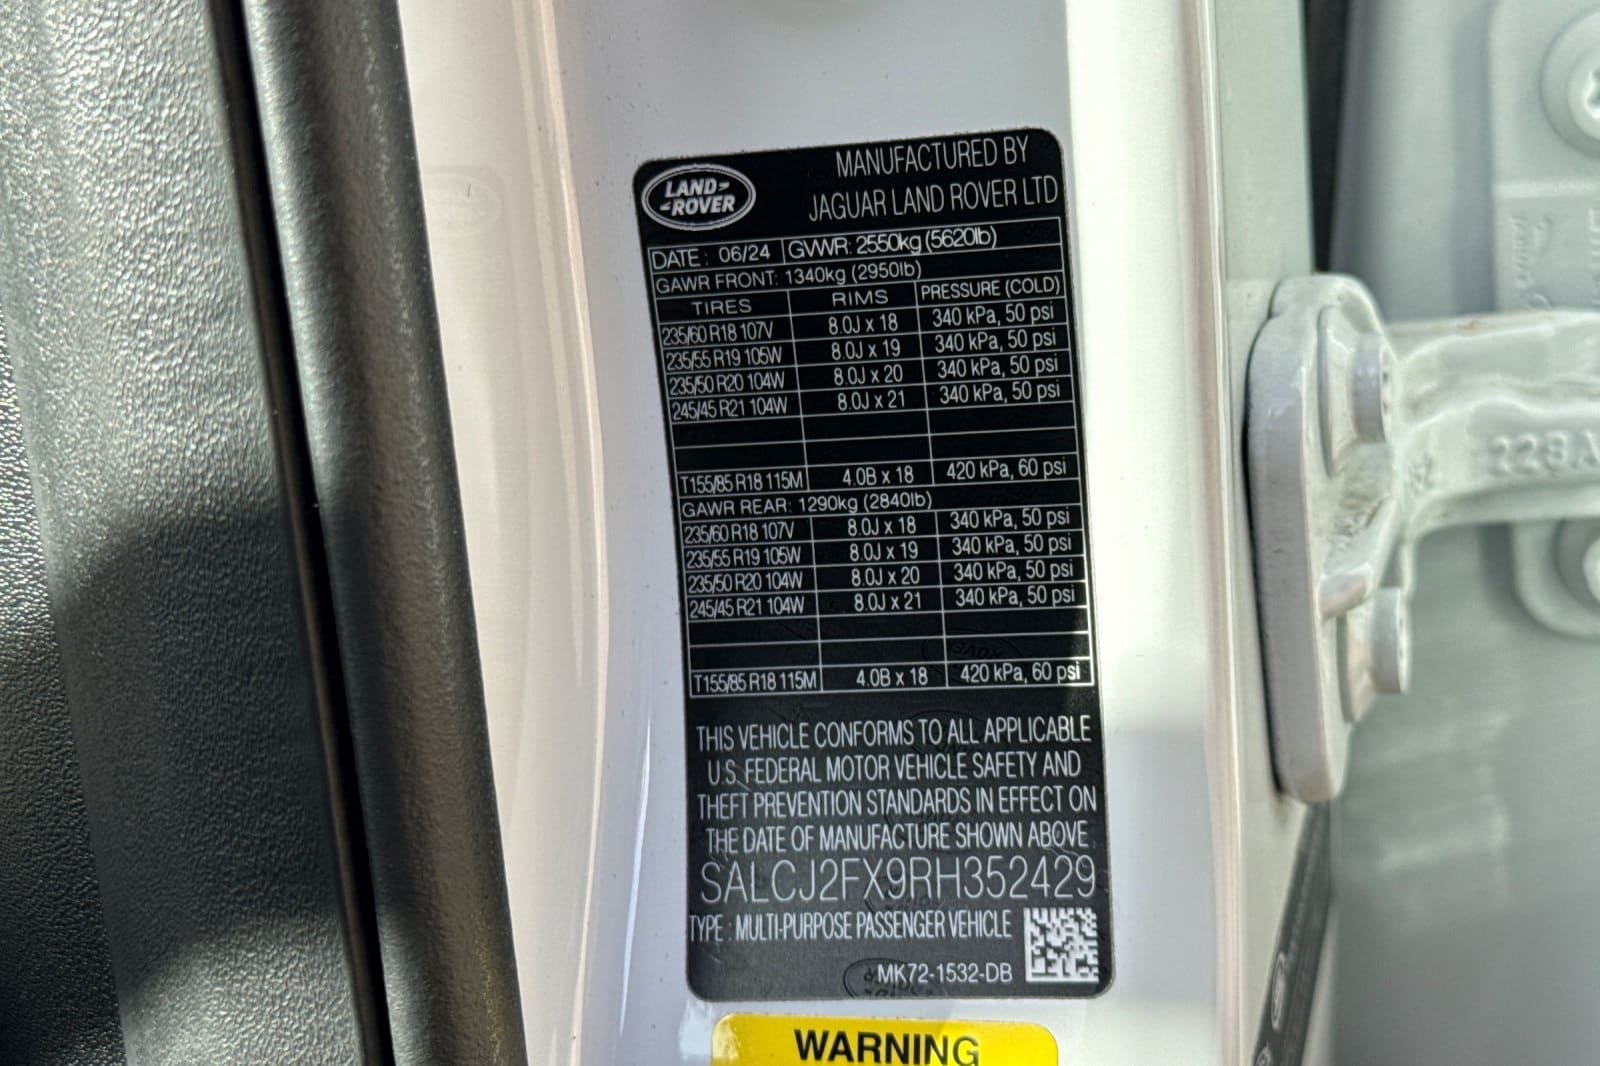 LAND-
-ROVER
MANUFACTURED BY
JAGUAR LAND ROVER LTD
DATE: 06/24 GVWR: 2550kg (5620lb)
GAWR FRONT: 1340kg (2950lb)
TIRES RIMS PRESSURE (COLD)
235/60 R18 107V 8.0J x 18 340 kPa, 50 psi
235/55 R19 105W 8.0J x 19 340 kPa, 50 psi
235/50 R20 104W 8.0J x 20 340 kPa, 50 psi
245/45 R21 104W 8.0J x 21 340 kPa, 50 psi
T155/85 R18 115M 4.0B x 18 420 kPa, 60 psi
GAWR REAR: 1290kg (2840lb)
235/60 R18 107V 8.0J x 18 340 kPa, 50 psi
235/55 R19 105W 8.0J x 19 340 kPa, 50 psi
235/50 R20 104W 8.0J x 20 340 kPa, 50 psi
245/45 R21 104W 8.0J x 21 340 kPa, 50 psi
T155/85 R18 115M 4.0B x 18 420 kPa, 60 psi
THIS VEHICLE CONFORMS TO ALL APPLICABLE
U.S. FEDERAL MOTOR VEHICLE SAFETY AND
THEFT PREVENTION STANDARDS IN EFFECT ON
THE DATE OF MANUFACTURE SHOWN ABOVE
SALCJ2FX9RH352429
TYPE : MULTI-PURPOSE PASSENGER VEHICLE
MK72-1532-DB
WARNING
228A